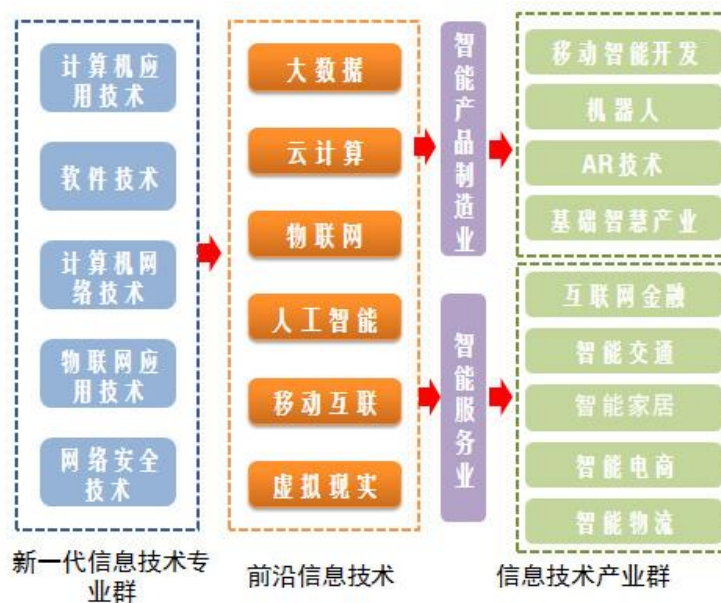 计算机应
用技术
软件技术
计算机网
络技术
物联网应
用技术
网络安全
技术
新一代信息技术专
业群
大数据
云计算
物联网
人工智能
移动互联
虚拟现实
前沿信息技术
智能产品制造业
智能服务业
移动智能开发
机器人
AR技术
基础智慧产业
互联网金融
智能交通
智能家居
智能电商
智能物流
信息技术产业群